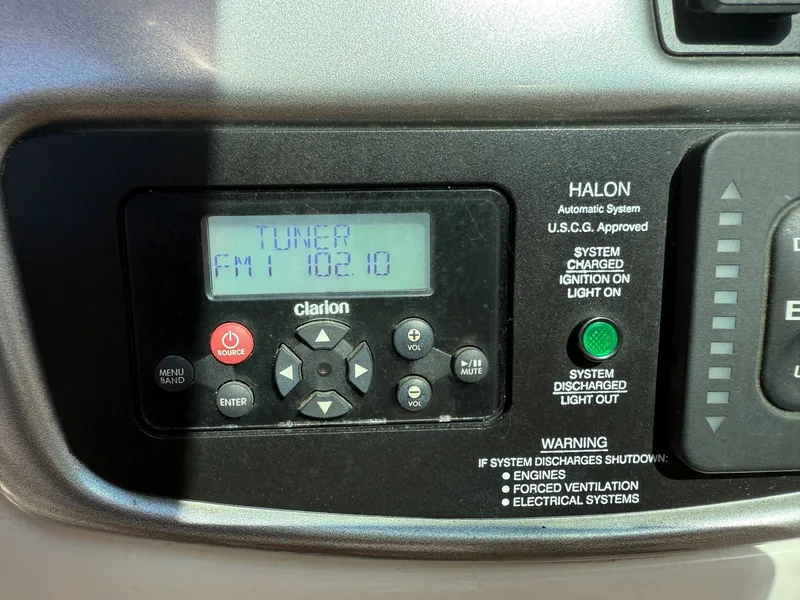 TUNER
FM1 102.10
clarion
SOURCE
MENU
BAND
ENTER
VOL
VOL
MUTE
HALON
Automatic System
U.S.C.G. Approved
SYSTEM
CHARGED
IGNITION ON
LIGHT ON
SYSTEM
DISCHARGED
LIGHT OUT
WARNING
IF SYSTEM DISCHARGES SHUTDOWN:
● ENGINES
● FORCED VENTILATION
● ELECTRICAL SYSTEMS